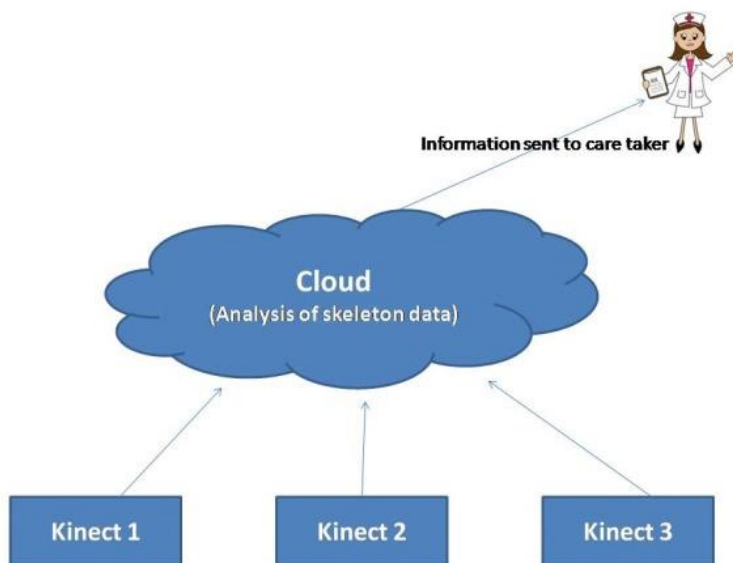 Information sent to care taker
Cloud
(Analysis of skeleton data)
Kinect 1
Kinect 2
Kinect 3